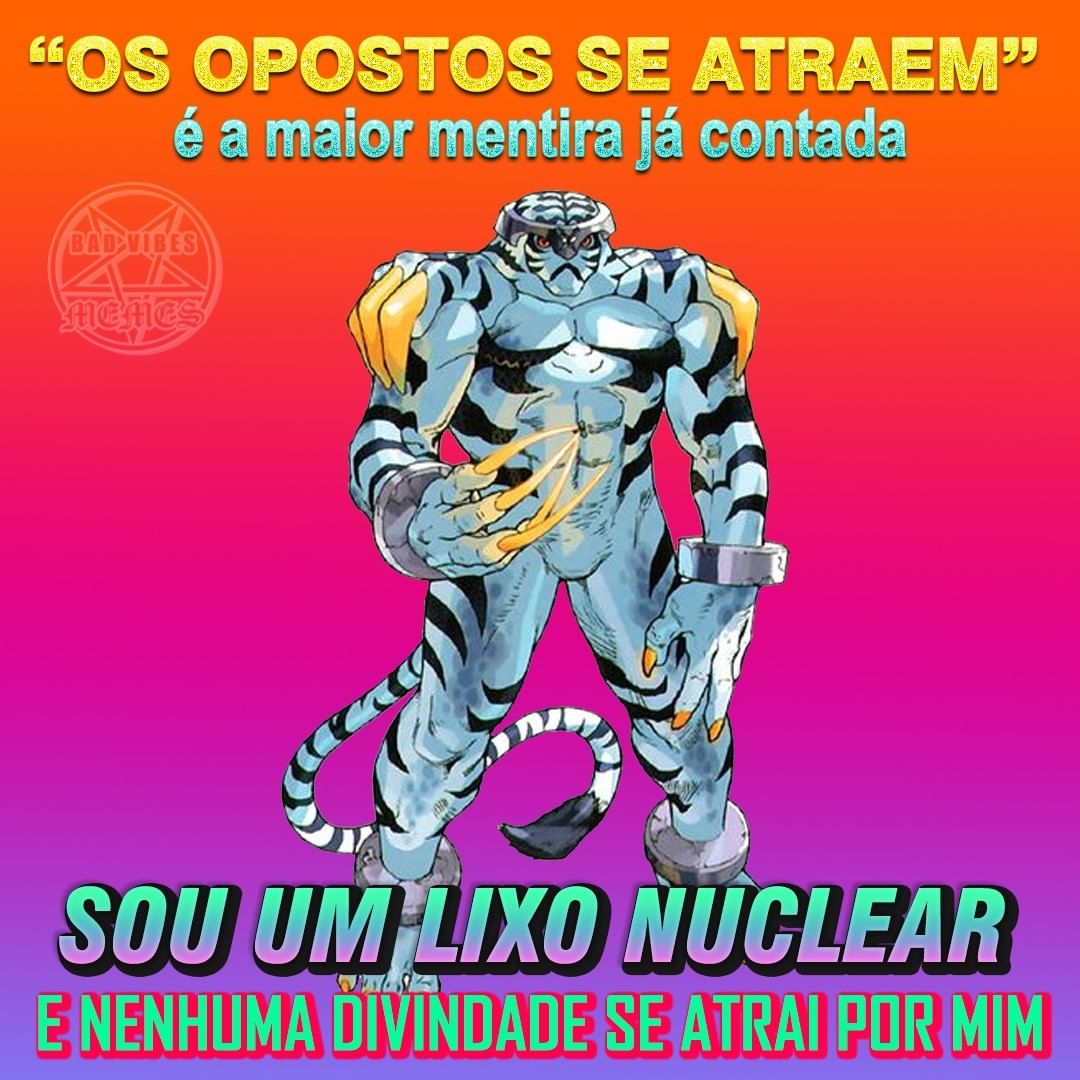 “OS OPOSTOS SE ATRAEM”
é a maior mentira já contada
BAD VIBES
MEMES
SOU UM LIXO NUCLEAR
E NENHUMA DIVINDADE SE ATRAI POR MIM